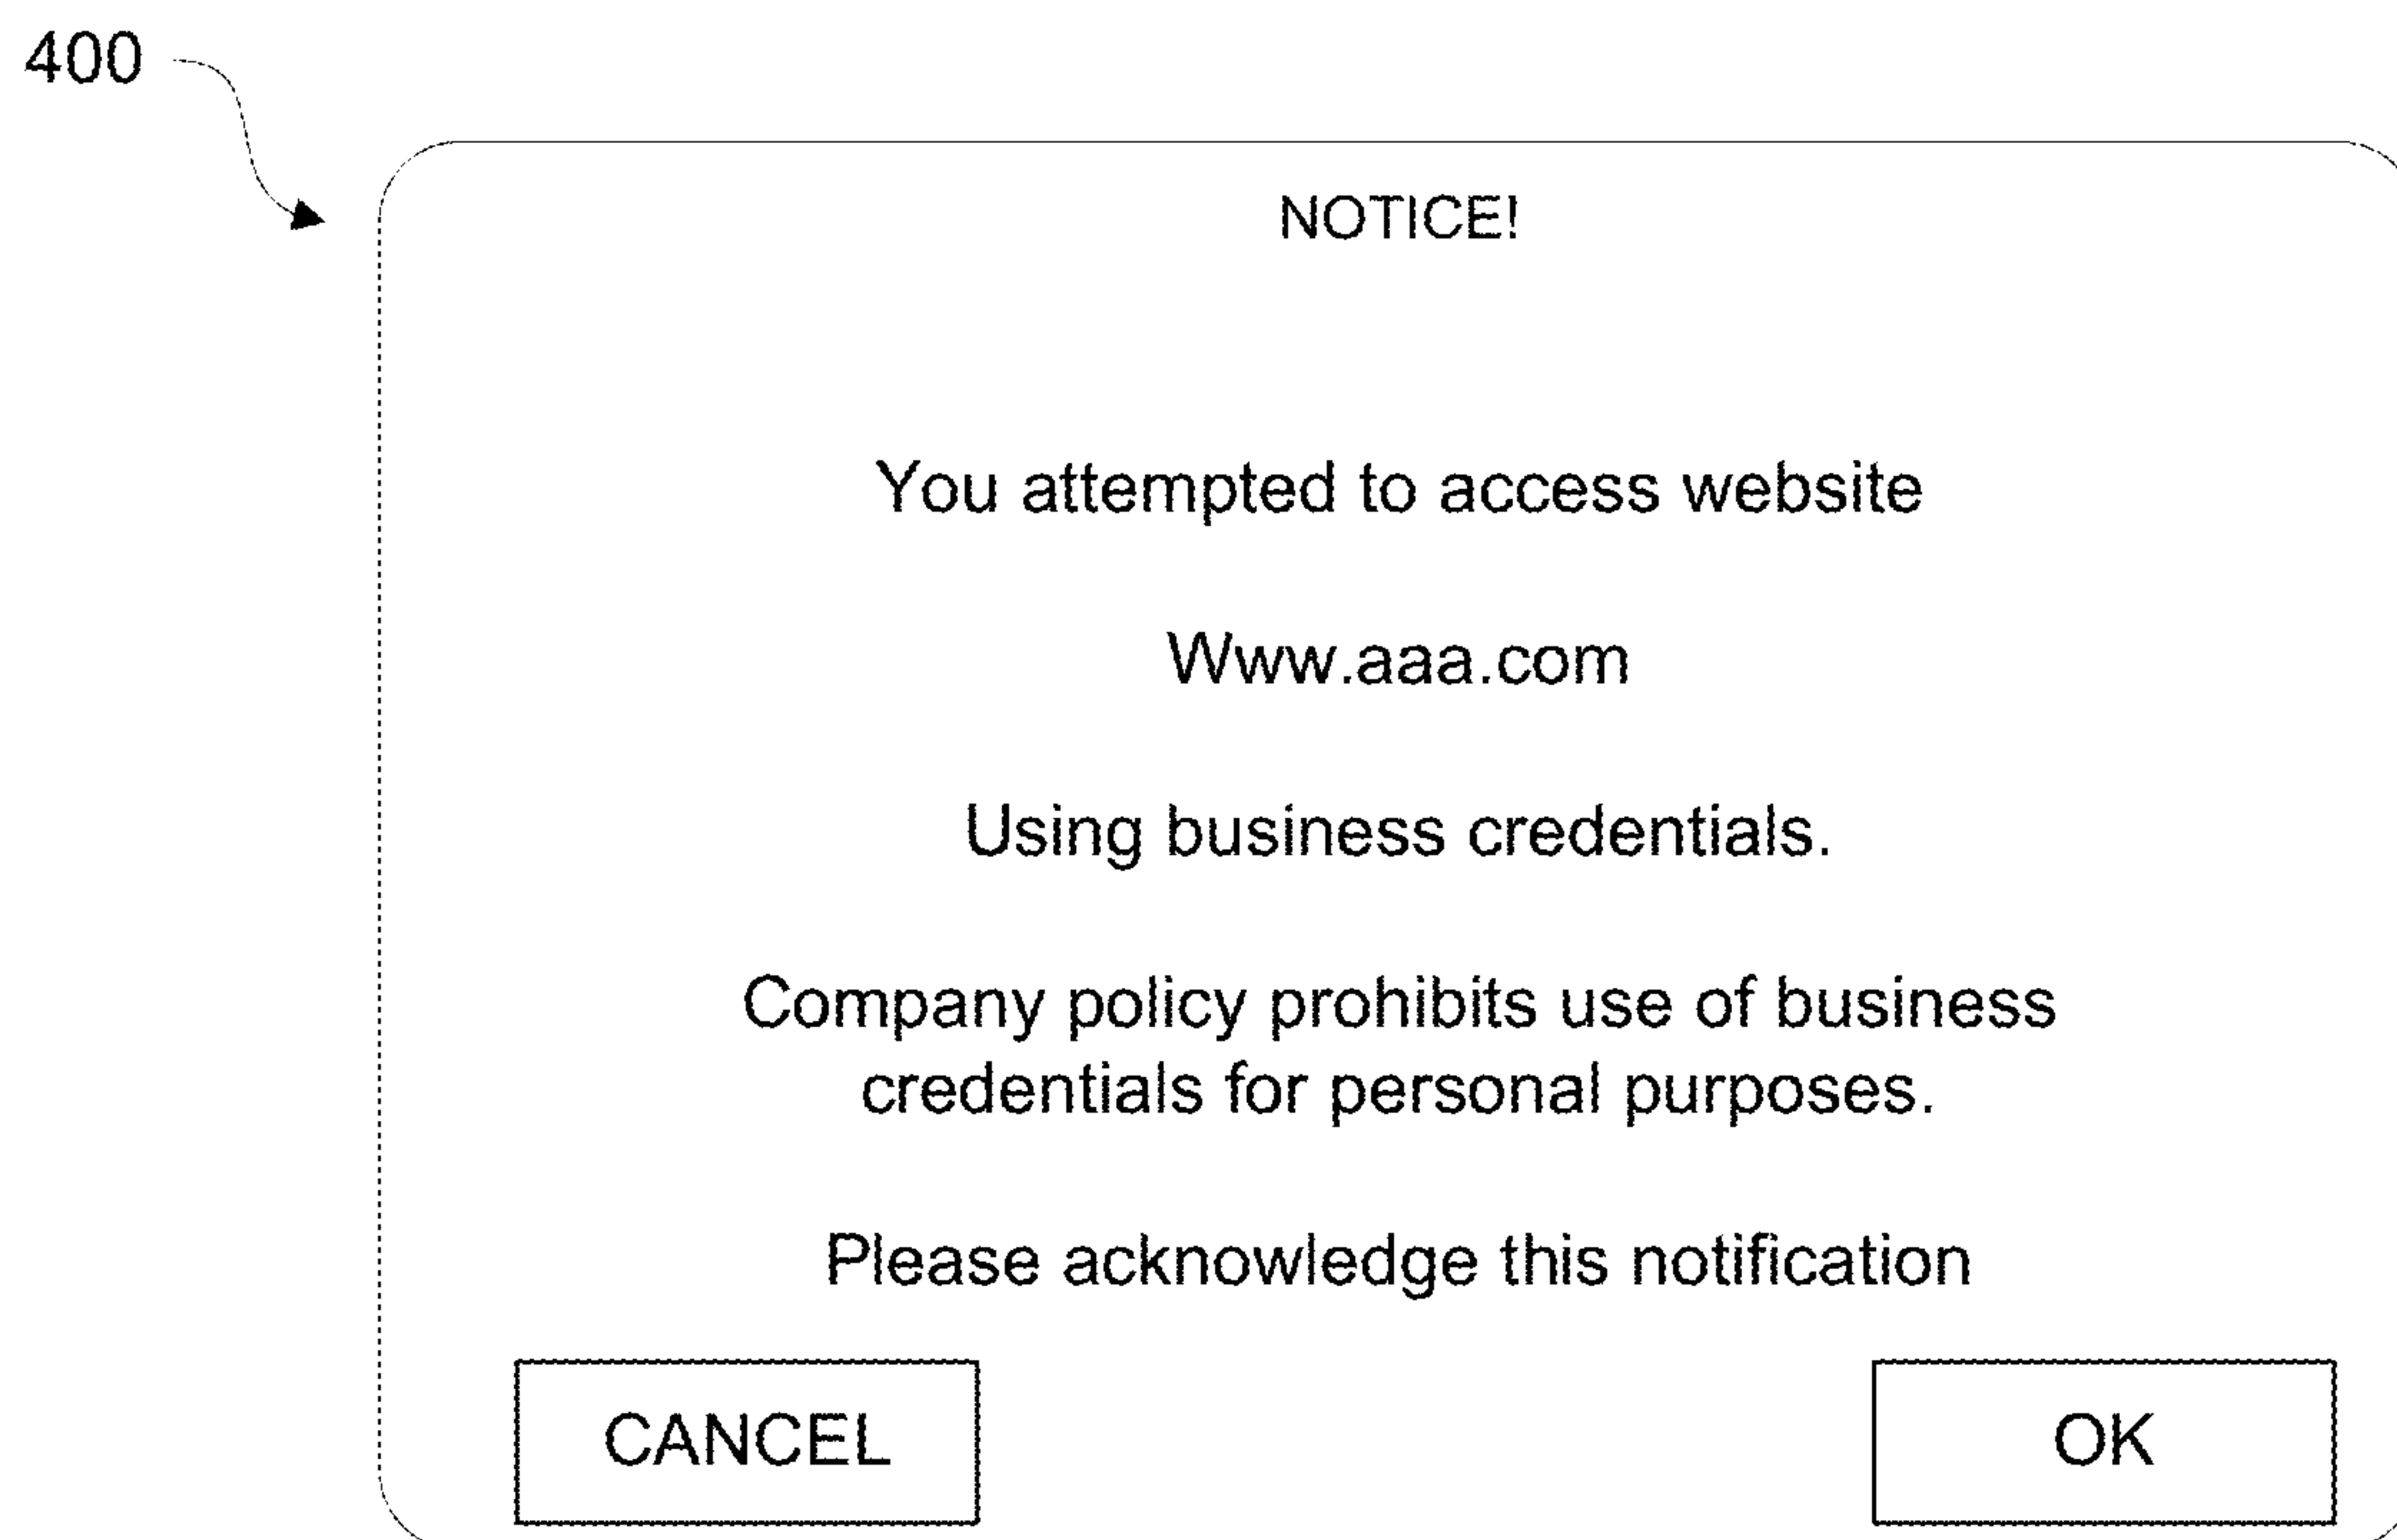 400
NOTICE!
You attempted to access website
Www.aaa.com
Using business credentials.
Company policy prohibits use of business
credentials for personal purposes.
Please acknowledge this notification
CANCEL
OK